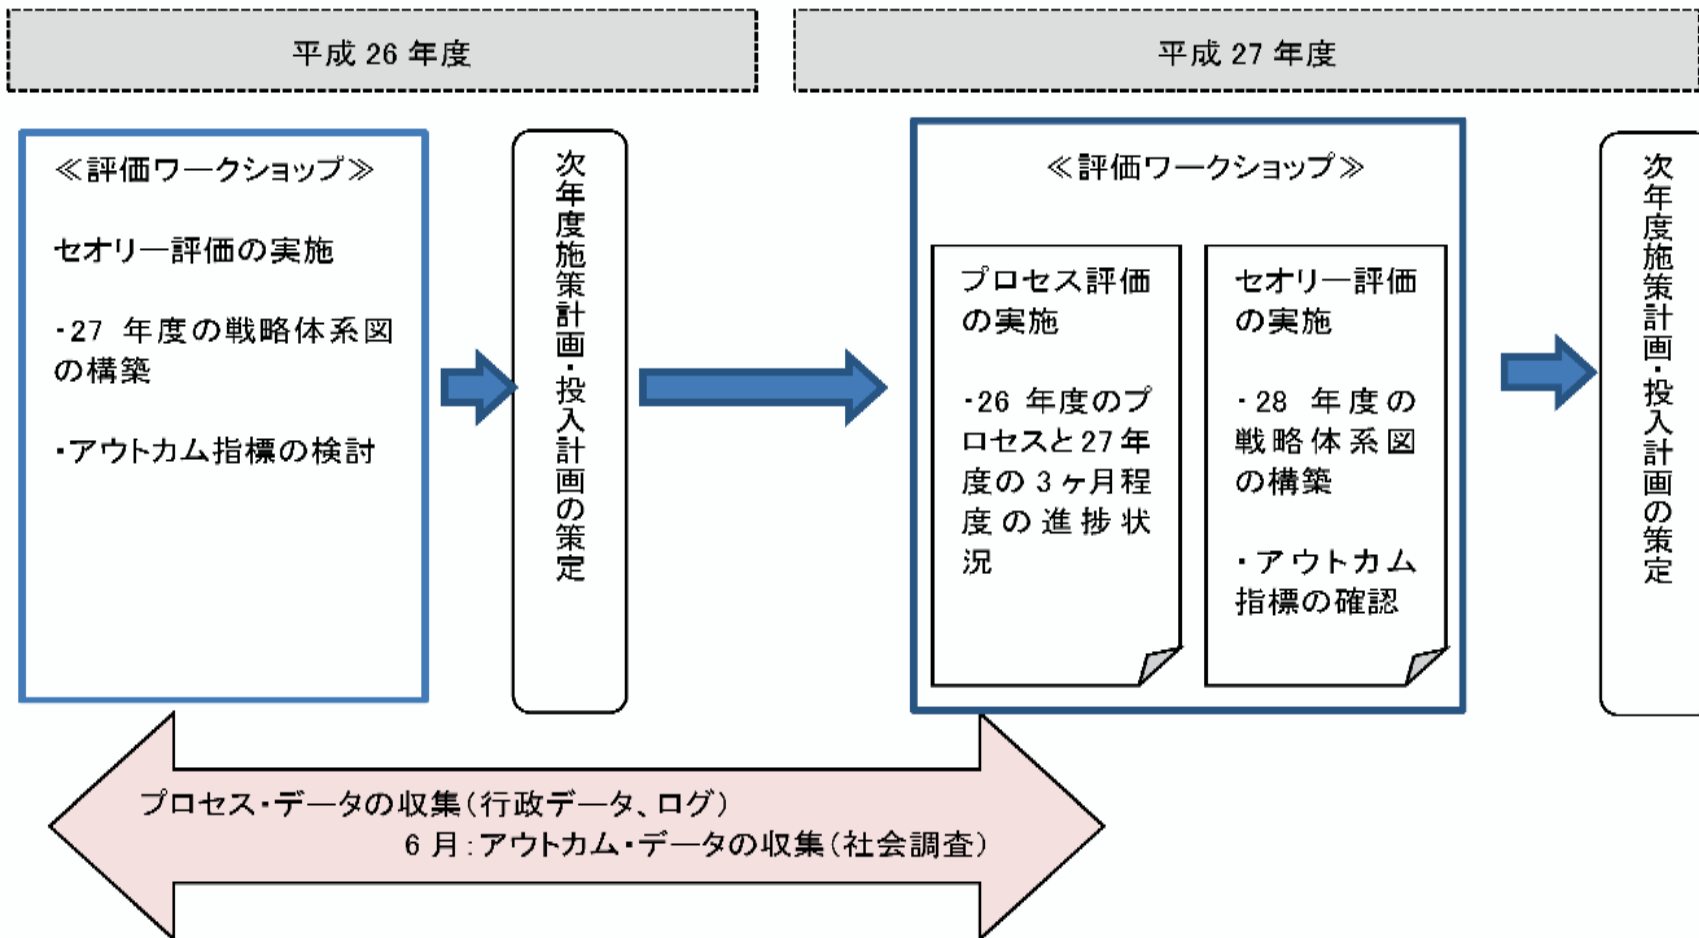 平成 26 年度
平成 27 年度
≪評価ワークショップ≫
セオリー評価の実施
・27 年度の戦略体系図
の構築
・アウトカム指標の検討
次年度施策計画・投入計画の策定
≪評価ワークショップ≫
プロセス評価
の実施
・26 年度のプ
ロセスと 27 年
度の 3 ヶ月程
度の進捗状
況
セオリー評価
の実施
・28 年度の
戦略体系図
の構築
・アウトカム
指標の確認
次年度施策計画・投入計画の策定
プロセス・データの収集(行政データ、ログ)
6 月:アウトカム・データの収集(社会調査)